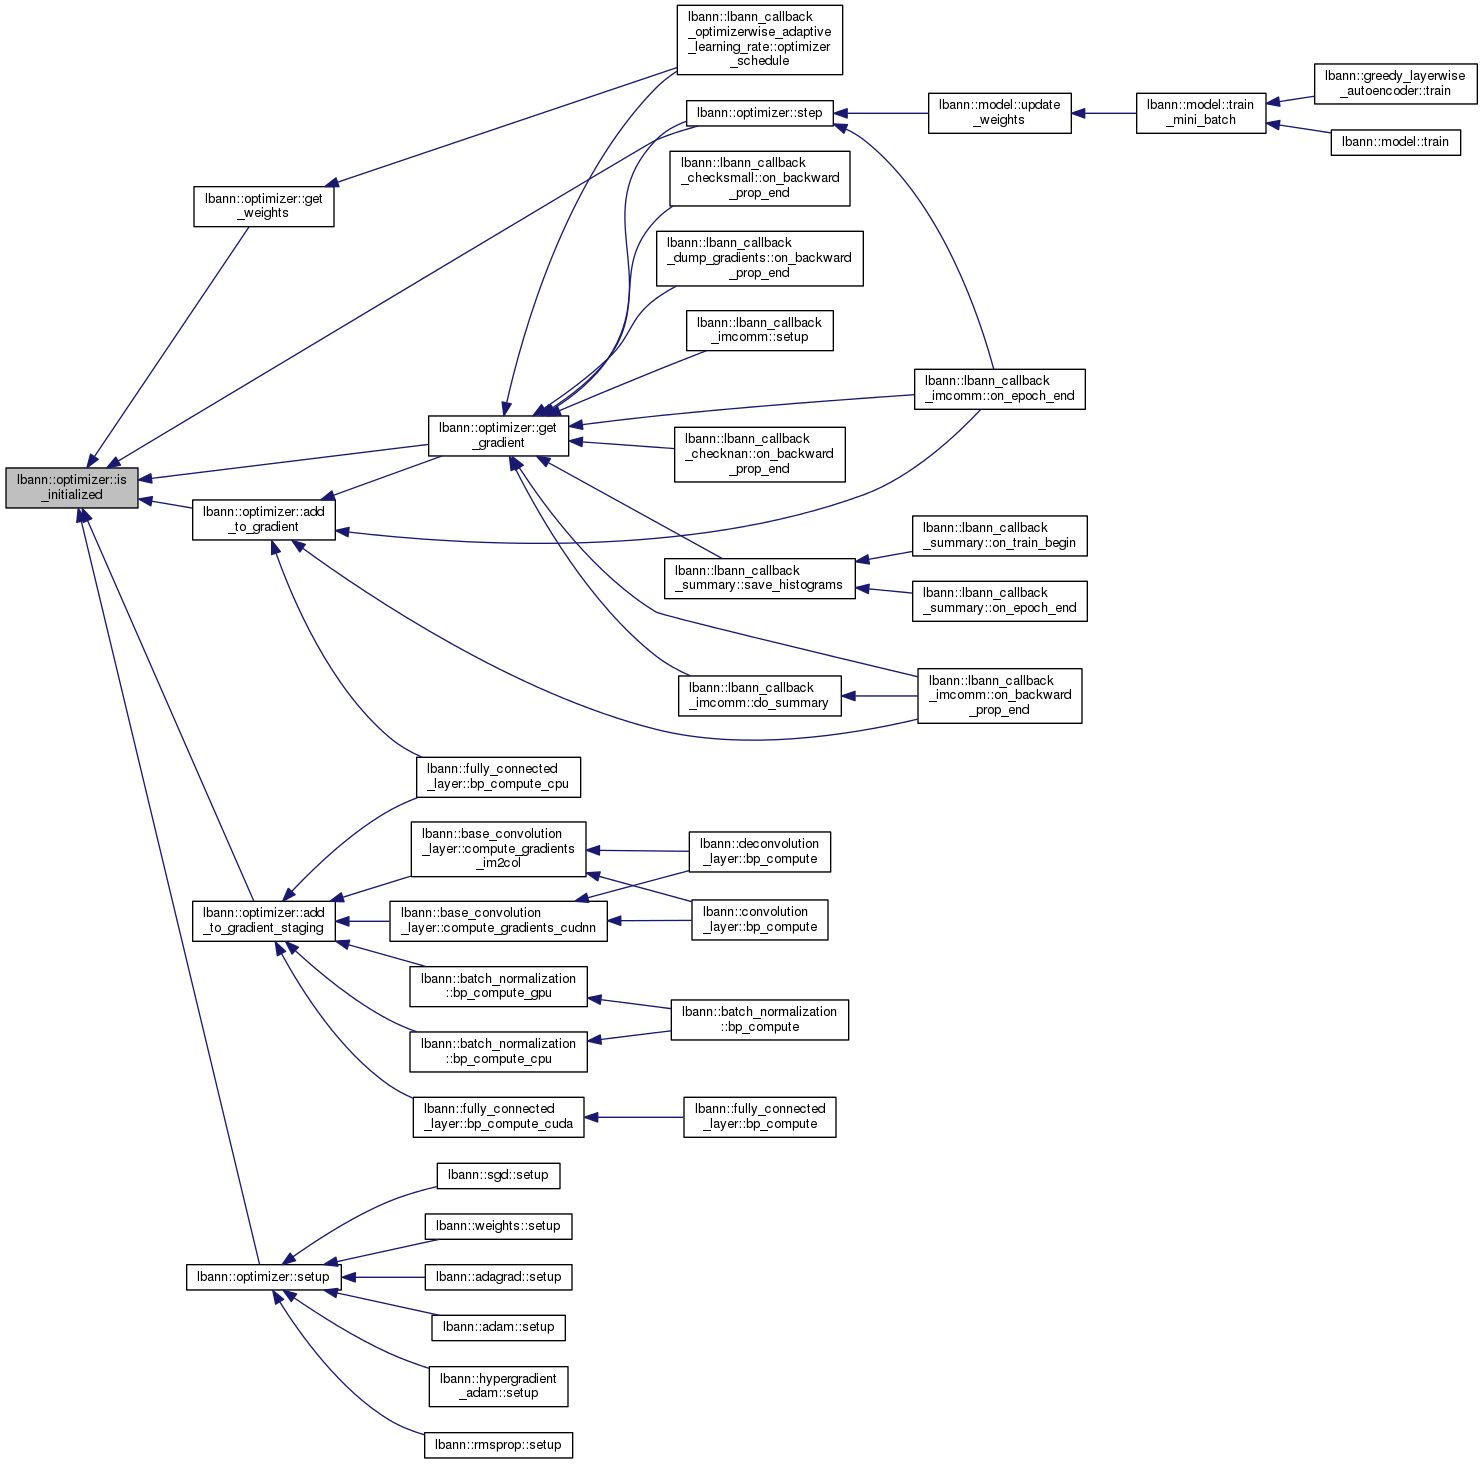 lbann::lbann_callback
_optimizerwise_adaptive
_learning_rate::optimizer
_schedule
lbann::greedy_layerwise
_autoencoder::train
lbann::optimizer::step
lbann::model::update
_weights
lbann::model::train
_mini_batch
lbann::model::train
lbann::lbann_callback
_checksmall::on_backward
_prop_end
lbann::optimizer::get
_weights
lbann::lbann_callback
_dump_gradients::on_backward
_prop_end
lbann::lbann_callback
_imcomm::setup
lbann::lbann_callback
_imcomm::on_epoch_end
lbann::optimizer::get
_gradient
lbann::lbann_callback
_checknan::on_backward
_prop_end
lbann::optimizer::is
_initialized
lbann::optimizer::add
_to_gradient
lbann::lbann_callback
_summary::on_train_begin
lbann::lbann_callback
_summary::save_histograms
lbann::lbann_callback
_summary::on_epoch_end
lbann::lbann_callback
_imcomm::do_summary
lbann::lbann_callback
_imcomm::on_backward
_prop_end
lbann::fully_connected
_layer::bp_compute_cpu
lbann::base_convolution
_layer::compute_gradients
_im2col
lbann::deconvolution
_layer::bp_compute
lbann::optimizer::add
_to_gradient_staging
lbann::base_convolution
_layer::compute_gradients_cudnn
lbann::convolution
_layer::bp_compute
lbann::batch_normalization
::bp_compute_gpu
lbann::batch_normalization
::bp_compute
lbann::batch_normalization
::bp_compute_cpu
lbann::fully_connected
_layer::bp_compute_cuda
lbann::fully_connected
_layer::bp_compute
lbann::sgd::setup
lbann::weights::setup
lbann::optimizer::setup
lbann::adagrad::setup
lbann::adam::setup
lbann::hypergradient
_adam::setup
lbann::rmsprop::setup